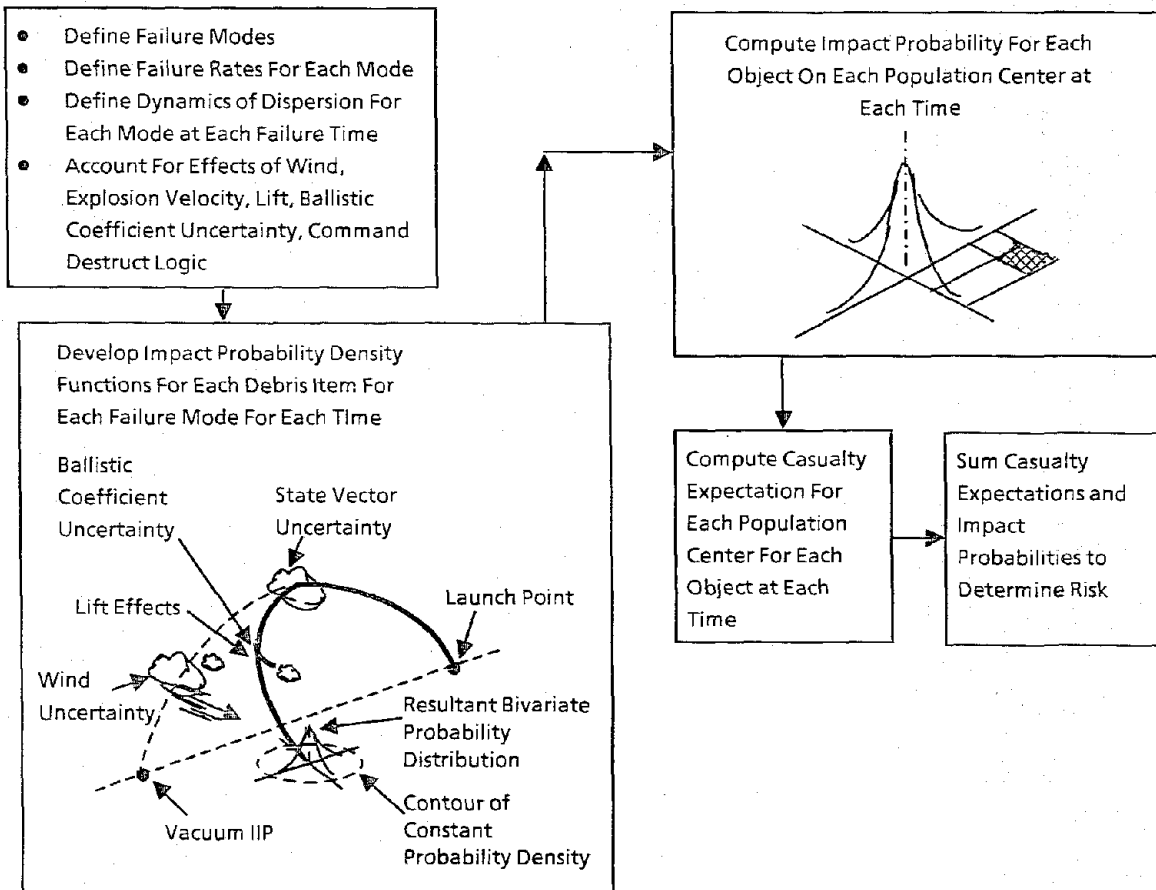 Define Failure Modes
Define Failure Rates For Each Mode
Define Dynamics of Dispersion For
Each Mode at Each Failure Time
Account For Effects of Wind,
Explosion Velocity, Lift, Ballistic
Coefficient Uncertainty, Command
Destruct Logic
Develop Impact Probability Density
Functions For Each Debris Item For
Each Failure Mode For Each Time
Ballistic
Coefficient
Uncertainty
State Vector
Uncertainty
Lift Effects
Launch Point
Wind
Uncertainty
Resultant Bivariate
Probability
Distribution
Vacuum IIP
Contour of
Constant
Probability Density
Compute Impact Probability For Each
Object On Each Population Center at
Each Time
Compute Casualty
Expectation For
Each Population
Center For Each
Object at Each
Time
Sum Casualty
Expectations and
Impact
Probabilities to
Determine Risk